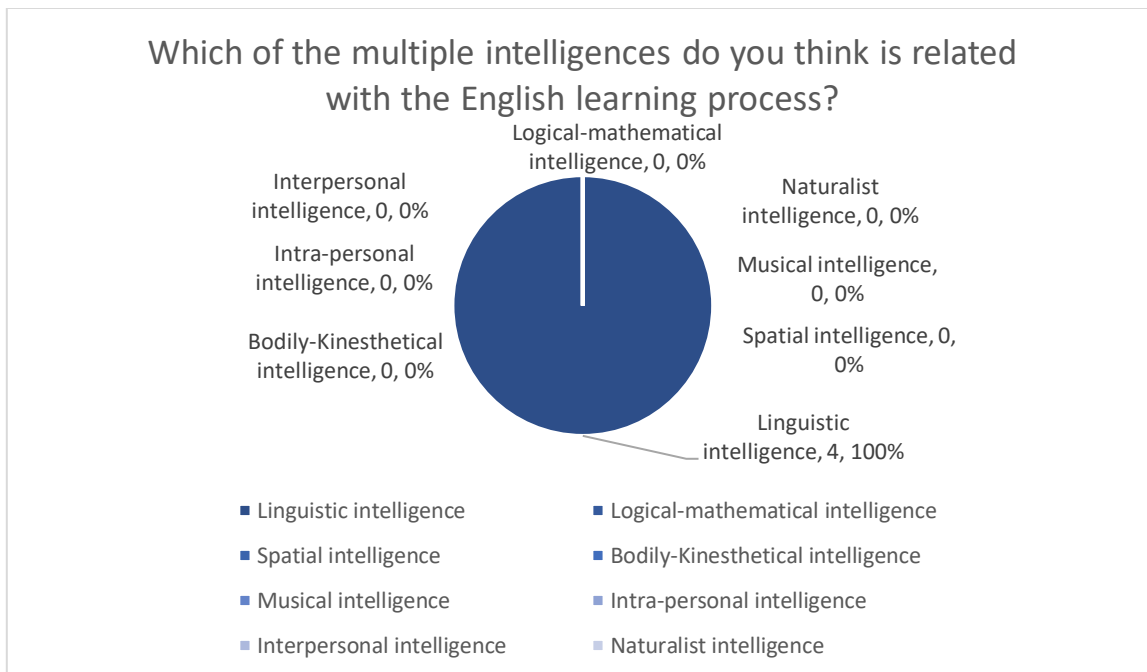 Which of the multiple intelligences do you think is related
with the English learning process?
Logical-mathematical
intelligence, 0, 0%
Interpersonal
intelligence, 0, 0%
Naturalist
intelligence, 0, 0%
Intra-personal
intelligence, 0, 0%
Musical intelligence,
0, 0%
Bodily-Kinesthetical
intelligence, 0, 0%
Spatial intelligence, 0,
0%
Linguistic
intelligence, 4, 100%
Linguistic intelligence
Logical-mathematical intelligence
Spatial intelligence
Bodily-Kinesthetical intelligence
Musical intelligence
Intra-personal intelligence
Interpersonal intelligence
Naturalist intelligence